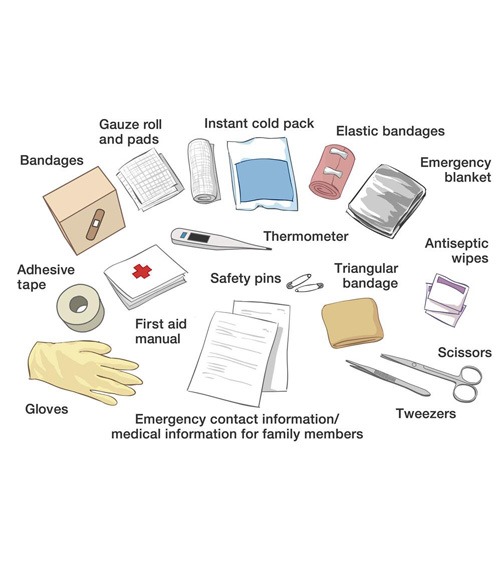 Gauze roll
and pads
Instant cold pack
Elastic bandages
Bandages
Emergency
blanket
Thermometer
Antiseptic
wipes
Adhesive
tape
Safety pins
Triangular
bandage
First aid
manual
Scissors
Gloves
Emergency contact information/
medical information for family members
Tweezers